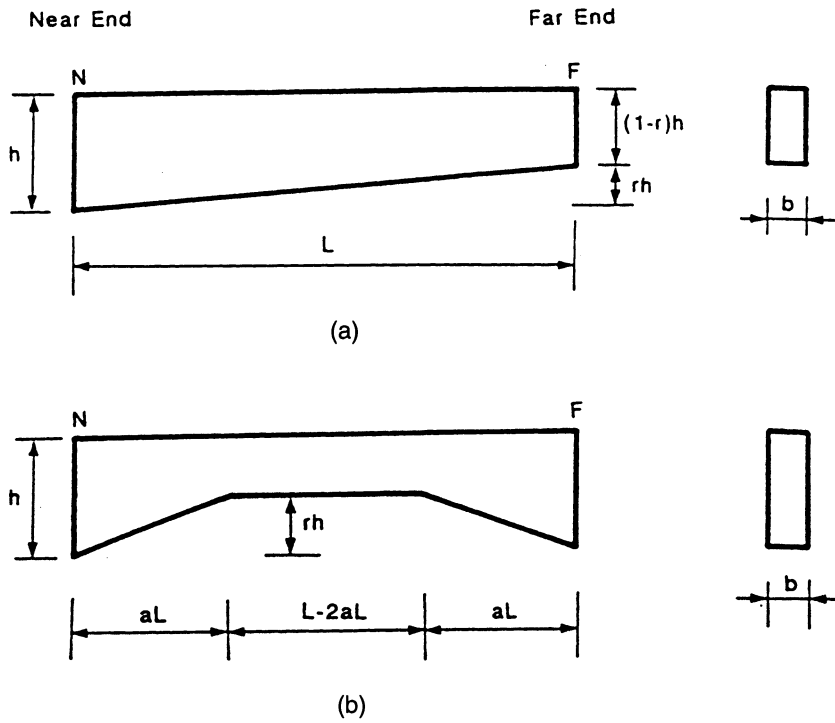 Near End
Far End
N
F
h
(1-r)h
rh
b
L
(a)
N
F
h
rh
b
aL
L-2aL
aL
(b)